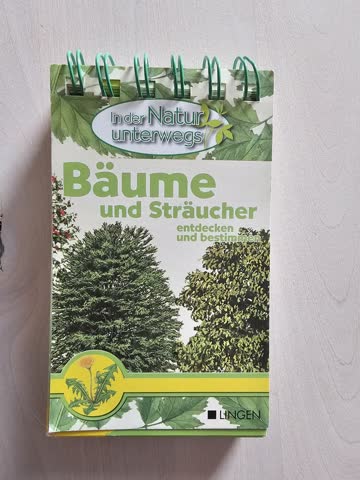 In der Natur
unterwegs
Bäume
und Sträucher
entdecken
und bestimmen
LINGEN